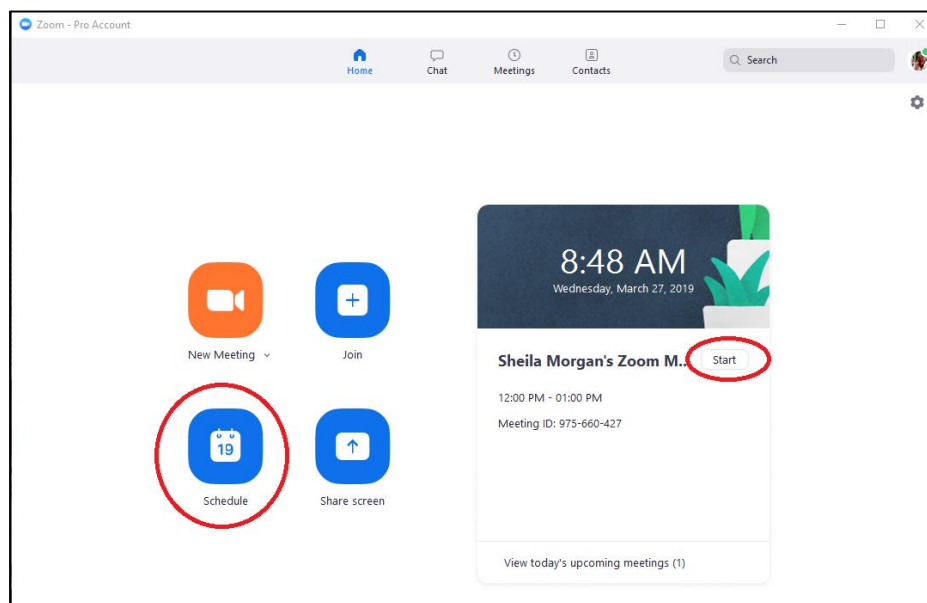 Zoom - Pro Account
Home Chat Meetings Contacts
Search
8:48 AM
Wednesday, March 27, 2019
New Meeting Join
Sheila Morgan's Zoom M... Start
12:00 PM - 01:00 PM
Meeting ID: 975-660-427
19
Schedule Share screen
View today's upcoming meetings (1)